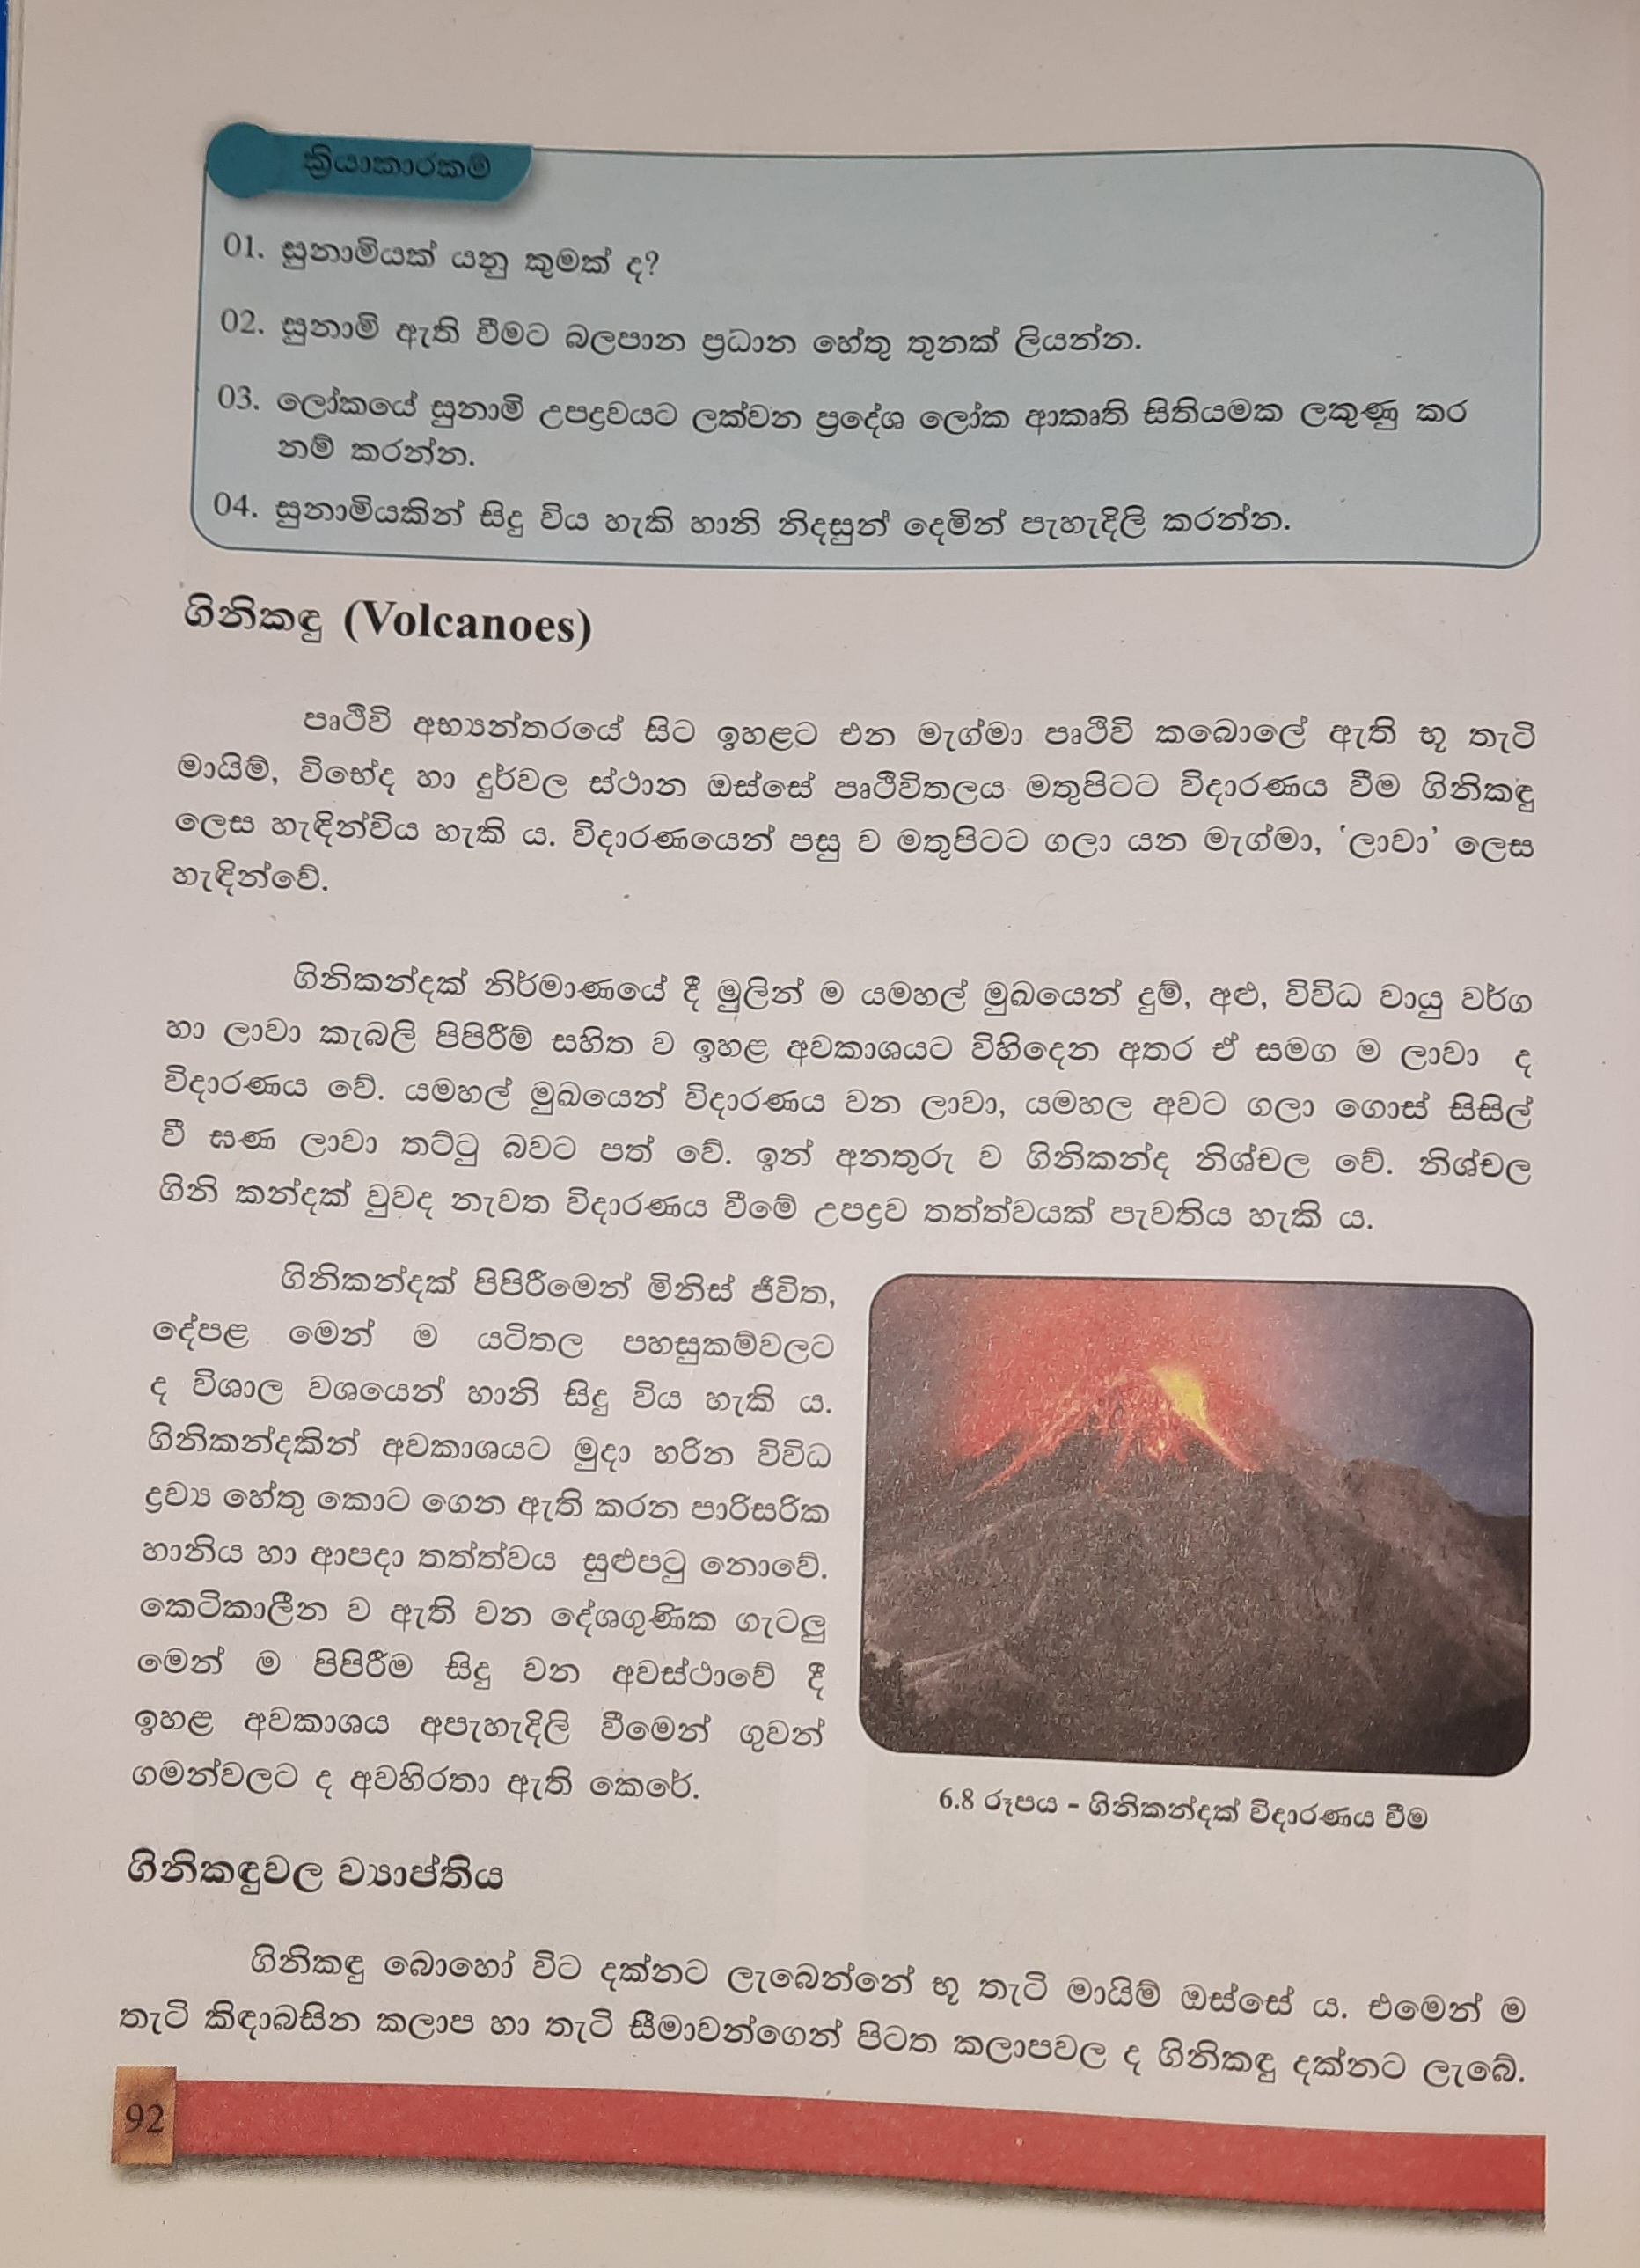 ක්‍රියාකාරකම්
01. සුනාමියක් යනු කුමක් ද?
02. සුනාමි ඇති වීමට බලපාන ප්‍රධාන හේතු තුනක් ලියන්න.
03. ලෝකයේ සුනාමි උපද්‍රවයට ලක්වන ප්‍රදේශ ලෝක ආකෘති සිතියමක ලකුණු කර
නම් කරන්න.
04. සුනාමියකින් සිදු විය හැකි හානි නිදසුන් දෙමින් පැහැදිලි කරන්න.
ගිනිකඳු (Volcanoes)
පෘථිවි අභ්‍යන්තරයේ සිට ඉහළට එන මැග්මා පෘථිවි කබොලේ ඇති භූ තැටි
මායිම්, විභේද හා දුර්වල ස්ථාන ඔස්සේ පෘථිවිතලය මතුපිටට විදාරණය වීම ගිනිකඳු
ලෙස හැඳින්විය හැකි ය. විදාරණයෙන් පසු ව මතුපිටට ගලා යන මැග්මා, ‘ලාවා’ ලෙස
හැඳින්වේ.
ගිනිකන්දක් නිර්මාණයේ දී මුලින් ම යමහල් මුඛයෙන් දුම්, අළු, විවිධ වායු වර්ග
හා ලාවා කැබලි පිපිරීම් සහිත ව ඉහළ අවකාශයට විහිදෙන අතර ඒ සමග ම ලාවා ද
විදාරණය වේ. යමහල් මුඛයෙන් විදාරණය වන ලාවා, යමහල අවට ගලා ගොස් සිසිල්
වී ඝණ ලාවා තට්ටු බවට පත් වේ. ඉන් අනතුරු ව ගිනිකන්ද නිශ්චල වේ. නිශ්චල
ගිනි කන්දක් වුවද නැවත විදාරණය වීමේ උපද්‍රව තත්ත්වයක් පැවතිය හැකි ය.
ගිනිකන්දක් පිපිරීමෙන් මිනිස් ජීවිත,
දේපළ මෙන් ම යටිතල පහසුකම්වලට
ද විශාල වශයෙන් හානි සිදු විය හැකි ය.
ගිනිකන්දකින් අවකාශයට මුදා හරින විවිධ
ද්‍රව්‍ය හේතු කොට ගෙන ඇති කරන පාරිසරික
හානිය හා ආපදා තත්ත්වය සුළුපටු නොවේ.
කෙටිකාලීන ව ඇති වන දේශගුණික ගැටලු
මෙන් ම පිපිරීම සිදු වන අවස්ථාවේ දී
ඉහළ අවකාශය අපැහැදිලි වීමෙන් ගුවන්
ගමන්වලට ද අවහිරතා ඇති කෙරේ.
6.8 රූපය - ගිනිකන්දක් විදාරණය වීම
ගිනිකඳුවල ව්‍යාප්තිය
ගිනිකඳු බොහෝ විට දක්නට ලැබෙන්නේ භූ තැටි මායිම් ඔස්සේ ය. එමෙන් ම
තැටි කිඳාබසින කලාප හා තැටි සීමාවන්ගෙන් පිටත කලාපවල ද ගිනිකඳු දක්නට ලැබේ.
92